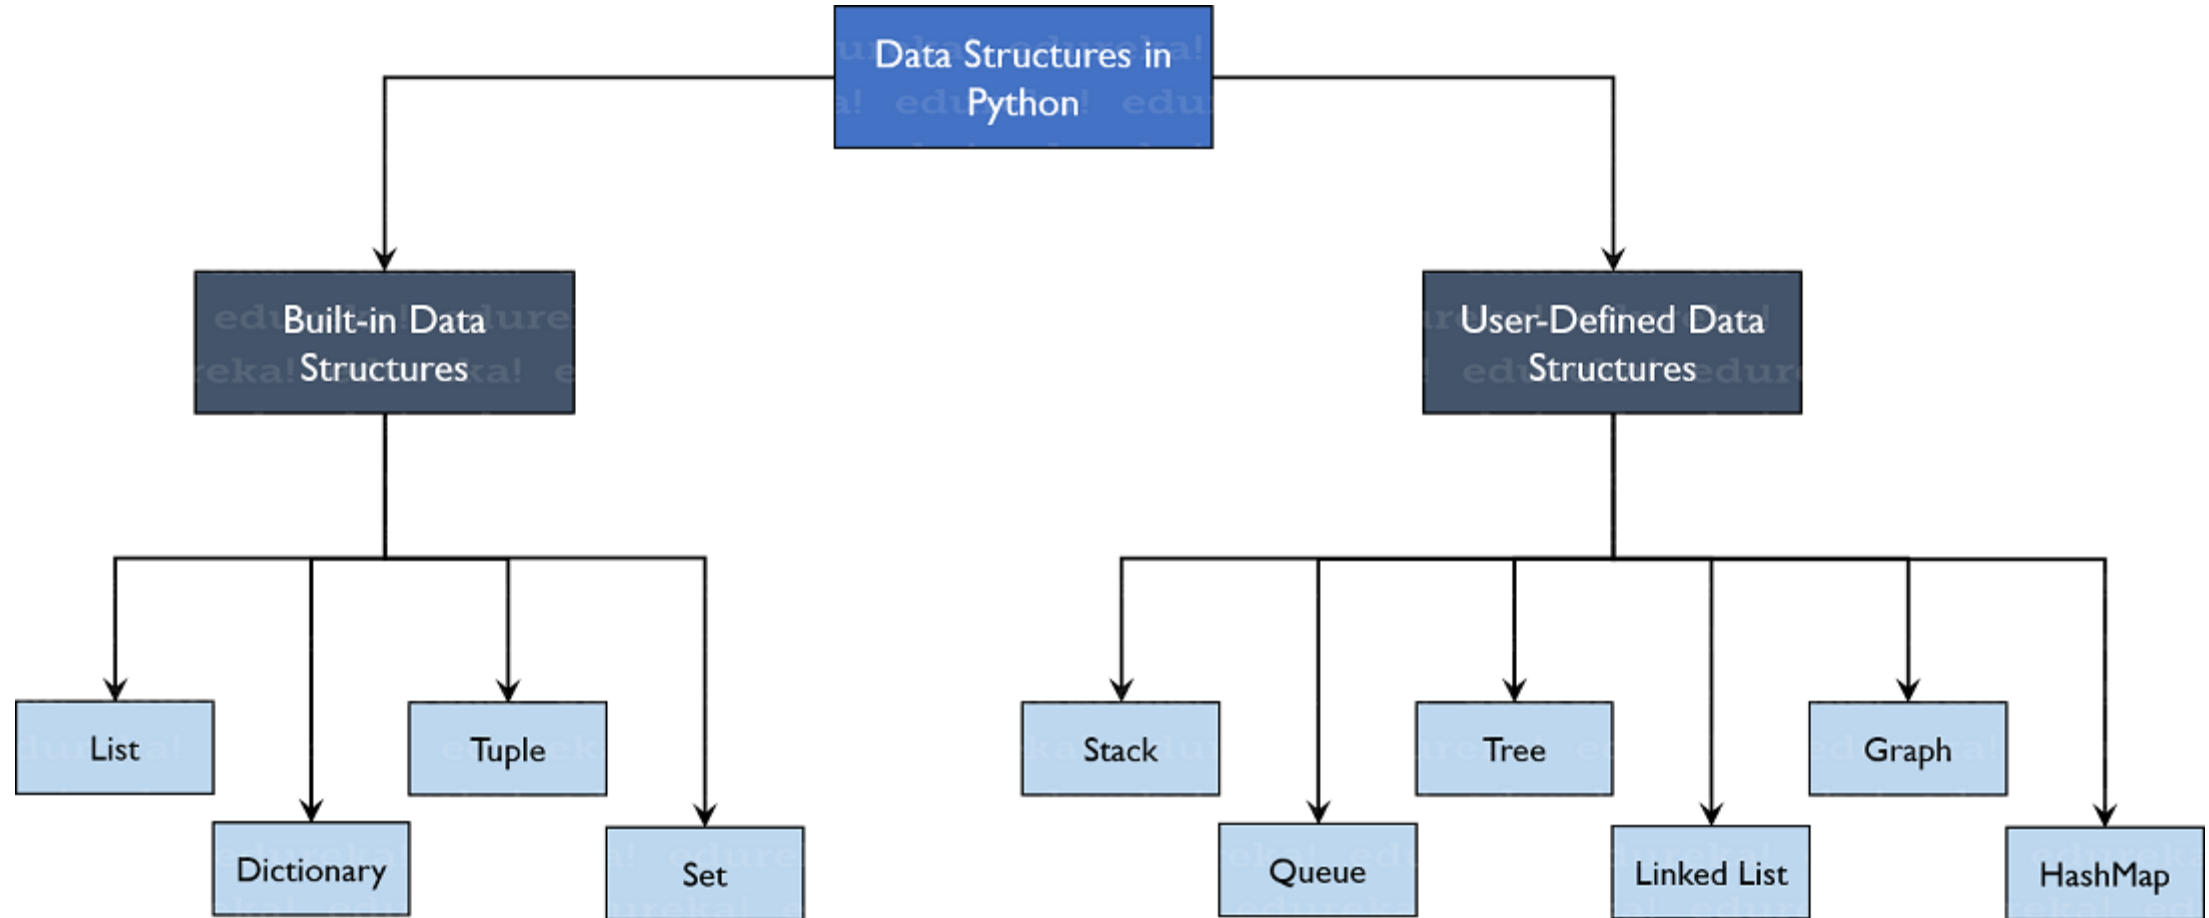 Data Structures in
Python
Built-in Data
Structures
User-Defined Data
Structures
List
Tuple
Stack
Tree
Graph
Dictionary
Set
Queue
Linked List
HashMap